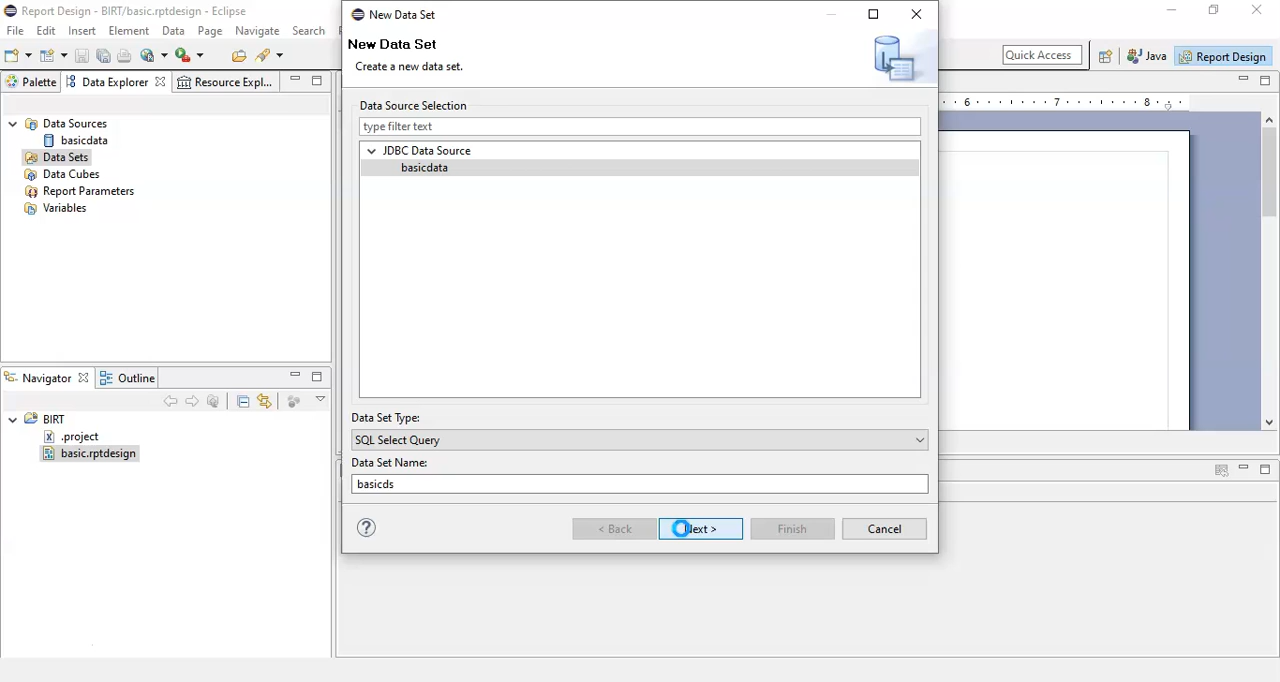 Report Design - BIRT/basic.rptdesign - Eclipse
File Edit Insert Element Data Page Navigate Search
Quick Access Java Report Design
Palette Data Explorer Resource Expl...
Data Sources
basicdata
Data Sets
Data Cubes
Report Parameters
Variables
Navigator Outline
BIRT
.project
basic.rptdesign
New Data Set
New Data Set
Create a new data set.
Data Source Selection
type filter text
JDBC Data Source
basicdata
Data Set Type:
SQL Select Query
Data Set Name:
basicds
< Back Next > Finish Cancel
6 7 8